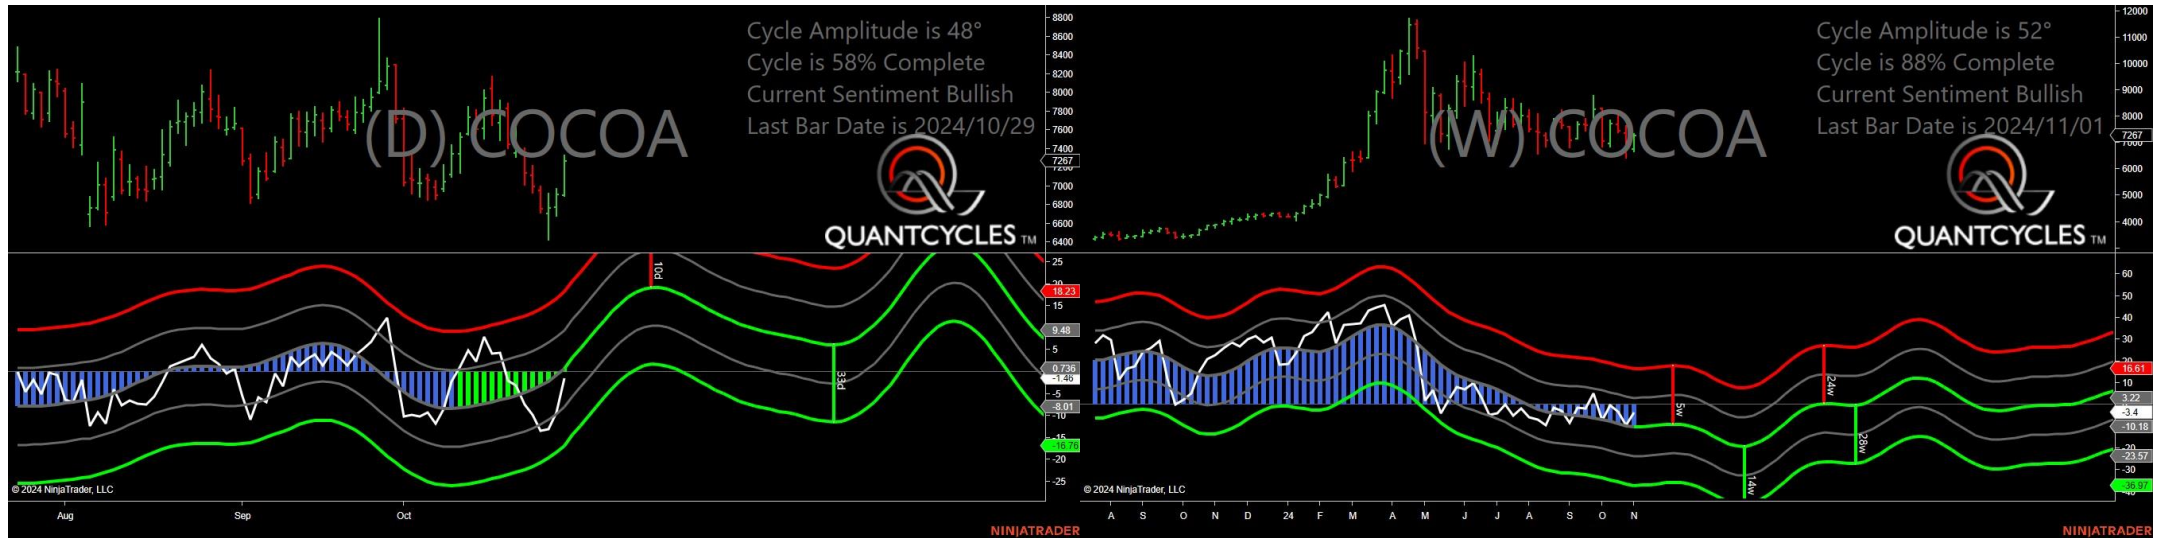 Cycle Amplitude is 48°
Cycle is 58% Complete
Current Sentiment Bullish
Last Bar Date is 2024/10/29
(D) COCOA
QUANTCYCLES TM
8800
8600
8400
8200
8000
7800
7600
7400
7267
7000
6800
6600
6400
10d
33d
25
20
18.23
15
9.48
5
0.736
-1.46
-5
-8.01
-10
-15
-16.76
-20
-25
© 2024 NinjaTrader, LLC
Aug
Sep
Oct
NINJATRADER
Cycle Amplitude is 52°
Cycle is 88% Complete
Current Sentiment Bullish
Last Bar Date is 2024/11/01
(W) COCOA
QUANTCYCLES TM
12000
11000
10000
9000
8000
7267
7000
6000
5000
4000
5w
14w
24w
28w
60
50
40
30
20
16.61
10
3.22
-3.4
-10.18
-20
-23.57
-30
-36.97
© 2024 NinjaTrader, LLC
A S O N D 24 F M A M J J A S O N
NINJATRADER